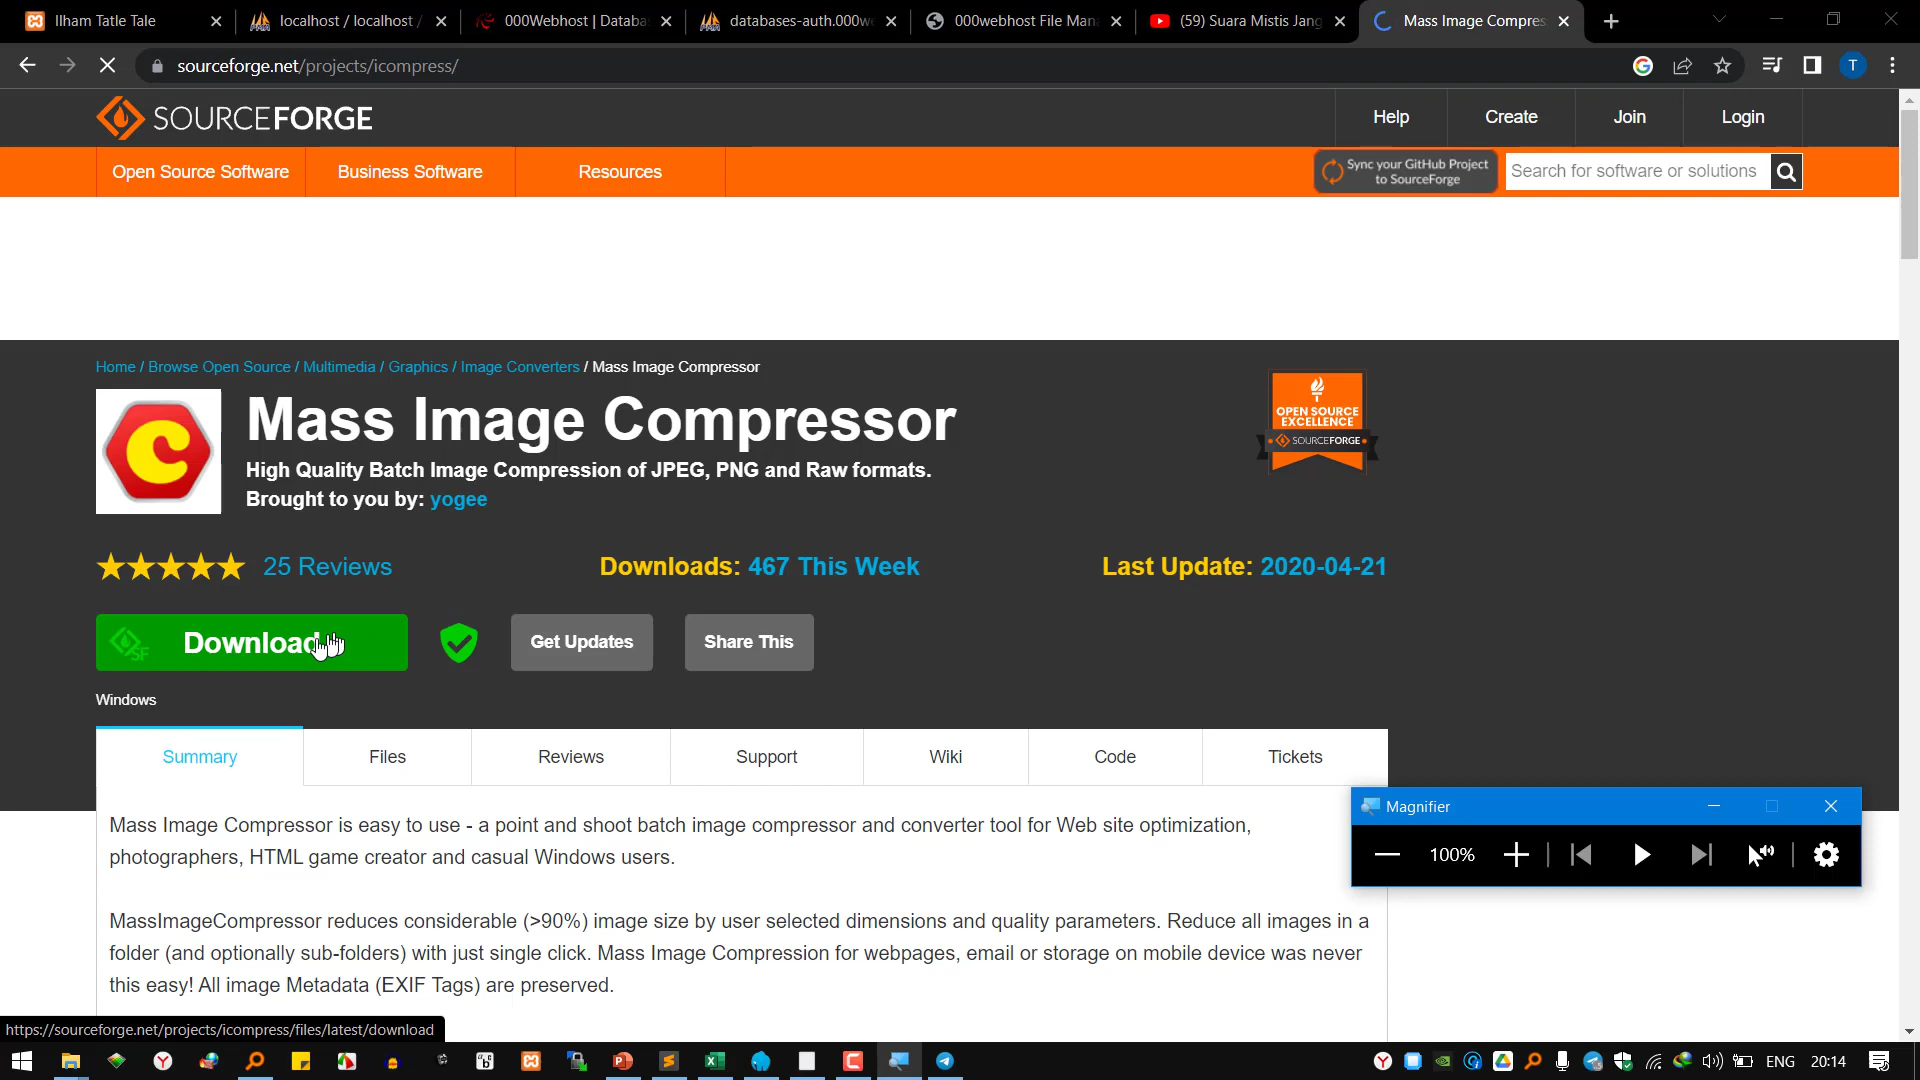 Ilham Tatle Tale
localhost / localhost /
000Webhost | Databa
databases-auth.000we
000webhost File Man
(59) Suara Mistis Jang
Mass Image Compres
sourceforge.net/projects/icompress/
T
SOURCEFORGE
Help
Create
Join
Login
Open Source Software
Business Software
Resources
Sync your GitHub Project
to SourceForge
Search for software or solutions
Home / Browse Open Source / Multimedia / Graphics / Image Converters / Mass Image Compressor
Mass Image Compressor
High Quality Batch Image Compression of JPEG, PNG and Raw formats.
Brought to you by: yogee
OPEN SOURCE
EXCELLENCE
SOURCEFORGE
25 Reviews
Downloads: 467 This Week
Last Update: 2020-04-21
SF
Download
Get Updates
Share This
Windows
Summary
Files
Reviews
Support
Wiki
Code
Tickets
Mass Image Compressor is easy to use - a point and shoot batch image compressor and converter tool for Web site optimization,
photographers, HTML game creator and casual Windows users.
MassImageCompressor reduces considerable (>90%) image size by user selected dimensions and quality parameters. Reduce all images in a
folder (and optionally sub-folders) with just single click. Mass Image Compression for webpages, email or storage on mobile device was never
this easy! All image Metadata (EXIF Tags) are preserved.
Magnifier
100%
https://sourceforge.net/projects/icompress/files/latest/download
ENG
20:14